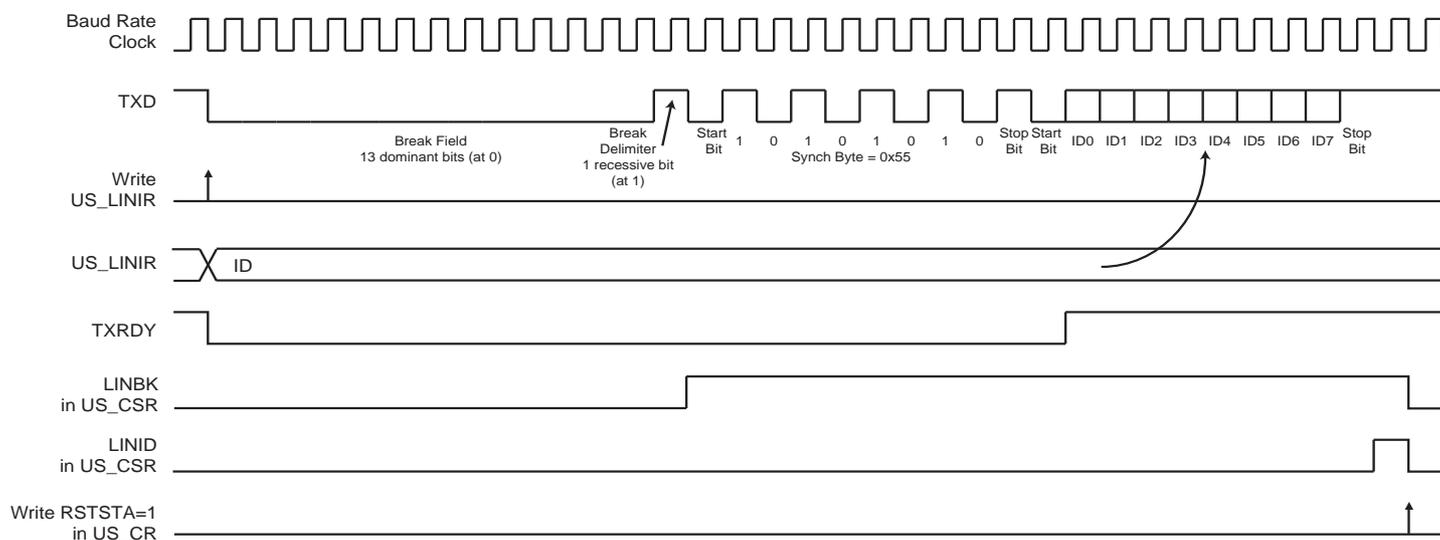 Baud Rate
Clock
TXD
Break Field
13 dominant bits (at 0)
Break
Delimiter
1 recessive bit
(at 1)
Start
Bit
1 0 1 0 1 0 1 0
Synch Byte = 0x55
Stop
Bit
Start
Bit
ID0 ID1 ID2 ID3 ID4 ID5 ID6 ID7
Stop
Bit
Write
US_LINIR
US_LINIR
ID
TXRDY
LINBK
in US_CSR
LINID
in US_CSR
Write RSTSTA=1
in US_CR